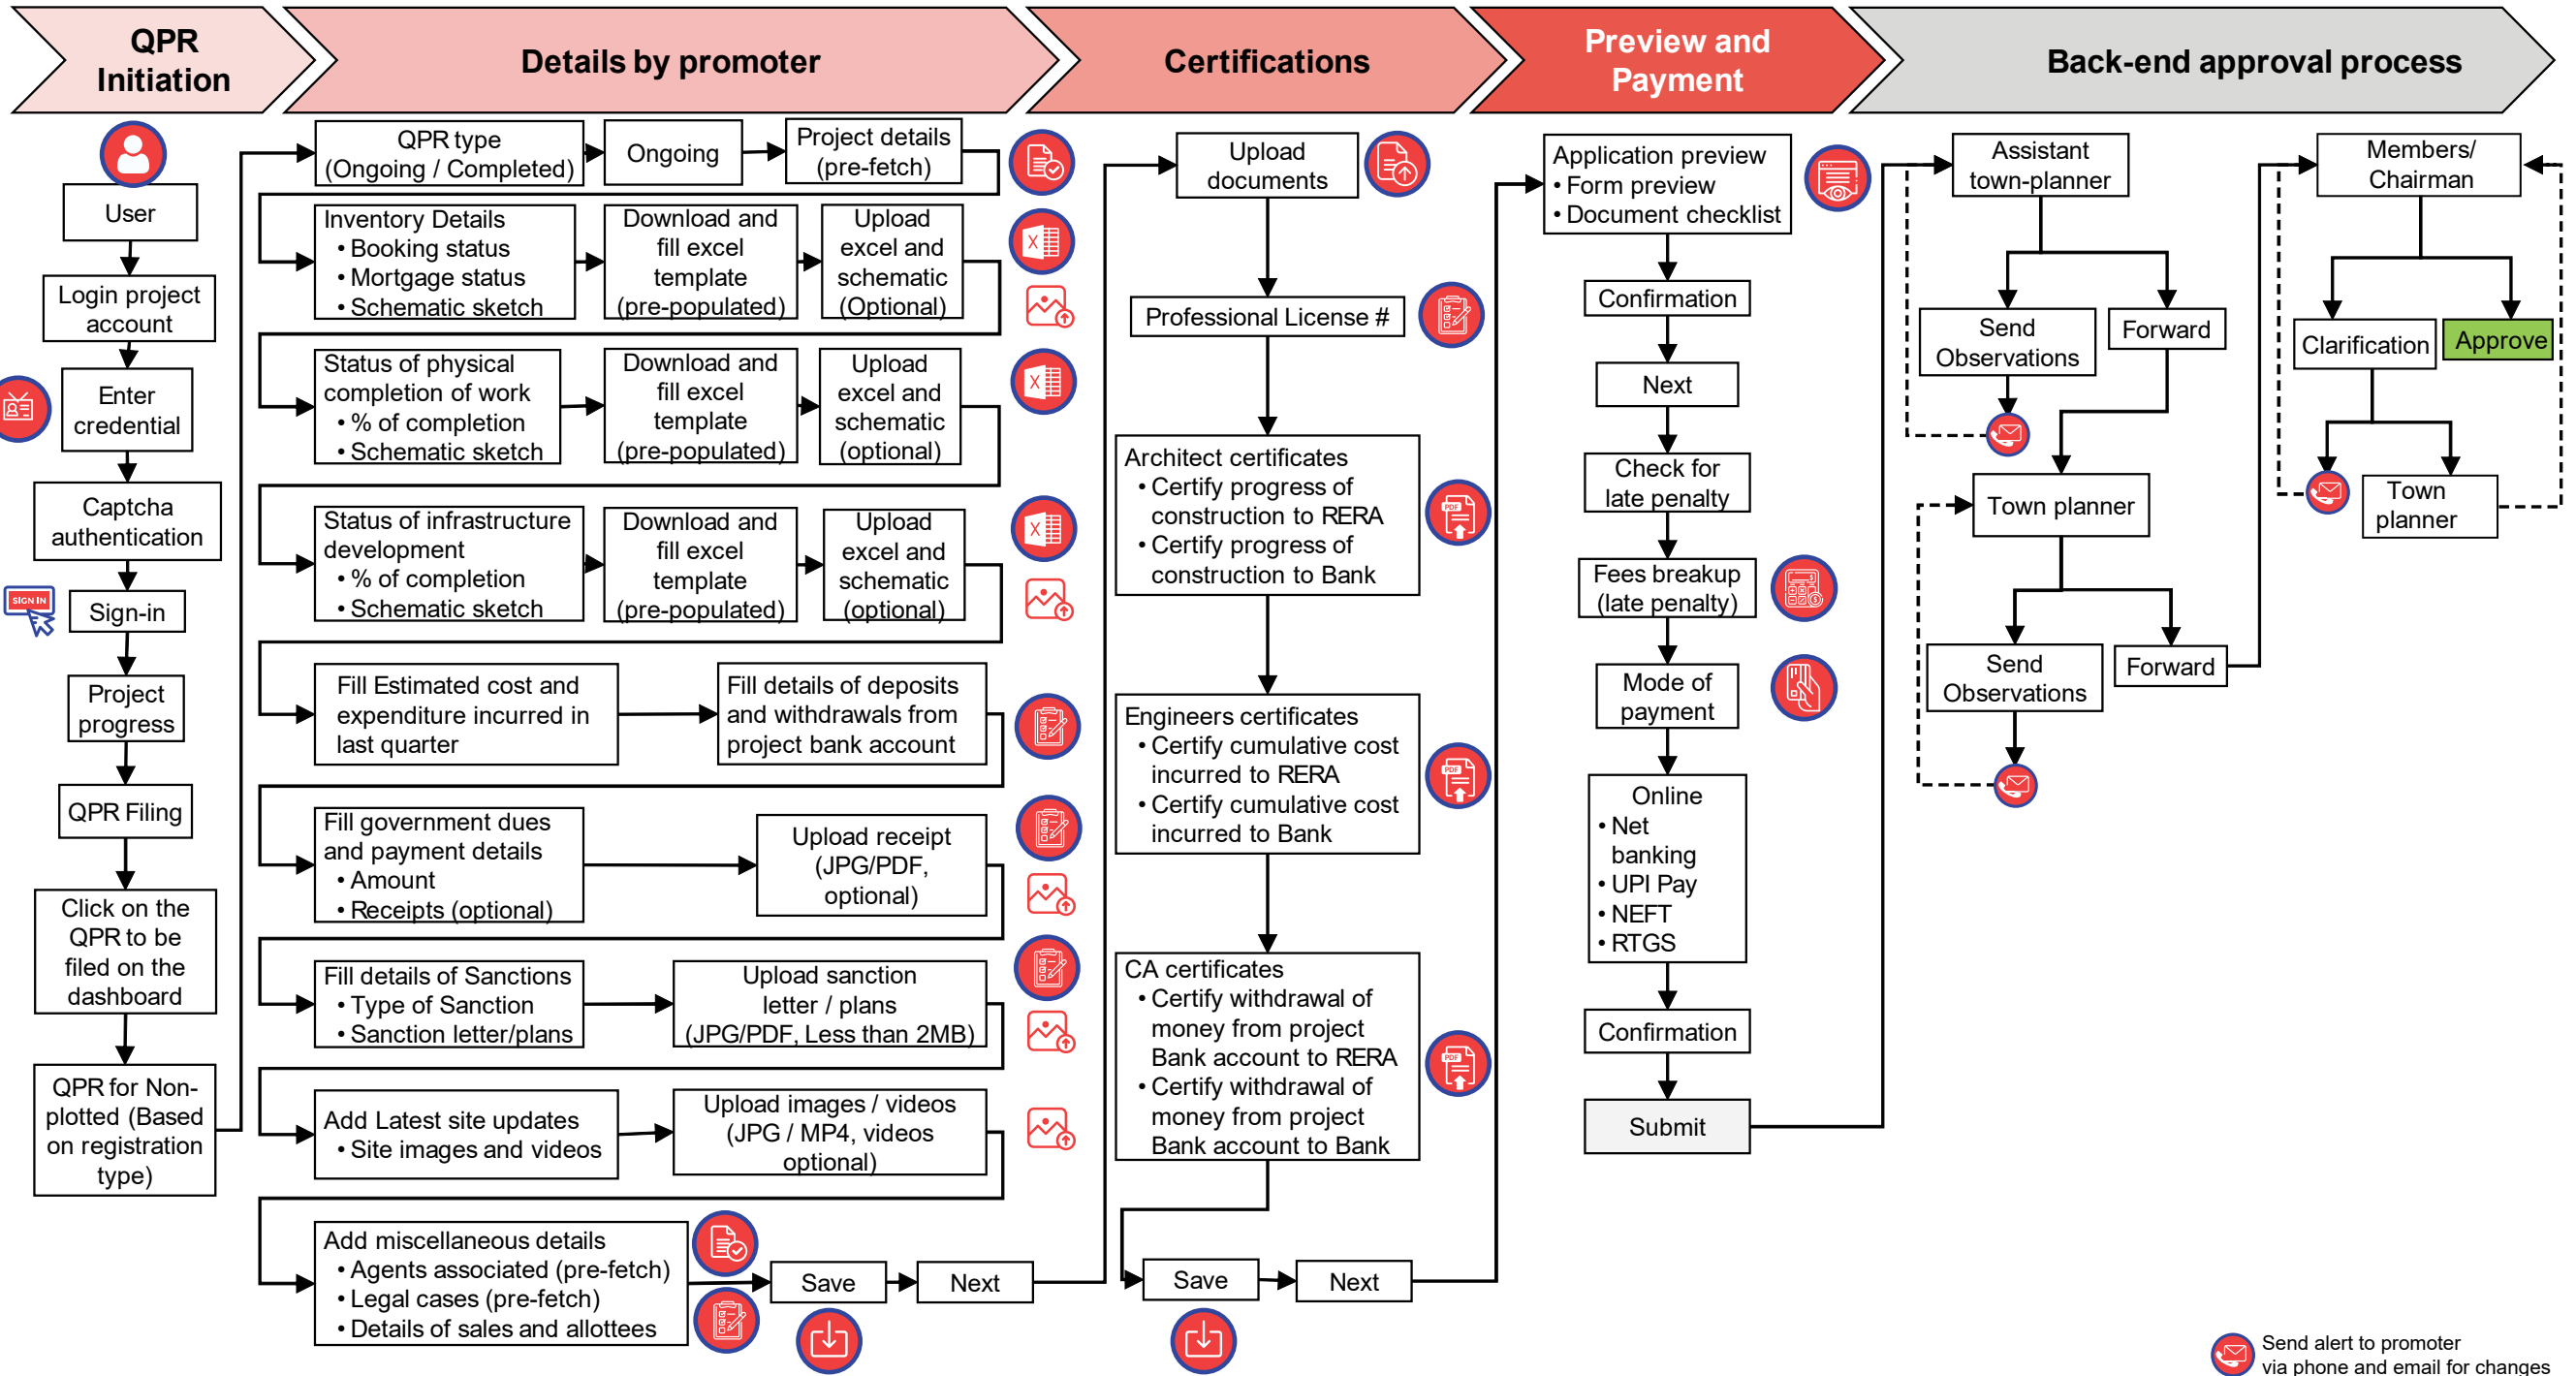 QPR
Initiation
Details by promoter
Certifications
Preview and
Payment
Back-end approval process
User
Login project
account
Enter
credential
Captcha
authentication
SIGN IN
Sign-in
Project
progress
QPR Filing
Click on the
QPR to be
filed on the
dashboard
QPR for Non-
plotted (Based
on registration
type)
QPR type
(Ongoing / Completed)
Ongoing
Project details
(pre-fetch)
Inventory Details
• Booking status
• Mortgage status
• Schematic sketch
Download and
fill excel
template
(pre-populated)
Upload
excel and
schematic
(Optional)
X
Status of physical
completion of work
• % of completion
• Schematic sketch
Download and
fill excel
template
(pre-populated)
Upload
excel and
schematic
(optional)
X
Status of infrastructure
development
• % of completion
• Schematic sketch
Download and
fill excel
template
(pre-populated)
Upload
excel and
schematic
(optional)
X
Fill Estimated cost and
expenditure incurred in
last quarter
Fill details of deposits
and withdrawals from
project bank account
Fill government dues
and payment details
• Amount
• Receipts (optional)
Upload receipt
(JPG/PDF,
optional)
Fill details of Sanctions
• Type of Sanction
• Sanction letter/plans
Upload sanction
letter / plans
(JPG/PDF, Less than 2MB)
Add Latest site updates
• Site images and videos
Upload images / videos
(JPG / MP4, videos
optional)
Add miscellaneous details
• Agents associated (pre-fetch)
• Legal cases (pre-fetch)
• Details of sales and allottees
Save
Next
Upload
documents
Professional License #
Architect certificates
• Certify progress of
construction to RERA
• Certify progress of
construction to Bank
PDF
Engineers certificates
• Certify cumulative cost
incurred to RERA
• Certify cumulative cost
incurred to Bank
PDF
CA certificates
• Certify withdrawal of
money from project
Bank account to RERA
• Certify withdrawal of
money from project
Bank account to Bank
PDF
Save
Next
Application preview
• Form preview
• Document checklist
Confirmation
Next
Check for
late penalty
Fees breakup
(late penalty)
Mode of
payment
Online
• Net
banking
• UPI Pay
• NEFT
• RTGS
Confirmation
Submit
Assistant
town-planner
Send
Observations
Forward
Town planner
Send
Observations
Forward
Members/
Chairman
Clarification
Approve
Town
planner
Send alert to promoter
via phone and email for changes